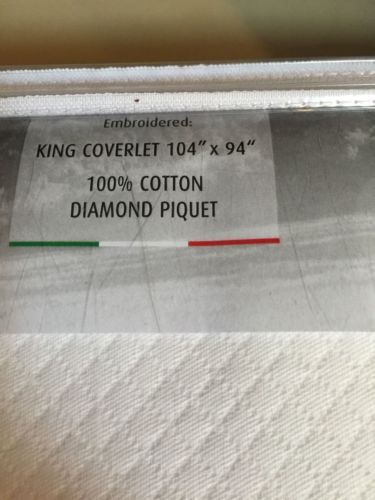 Embroidered:
KING COVERLET 104" x 94"
100% COTTON
DIAMOND PIQUET